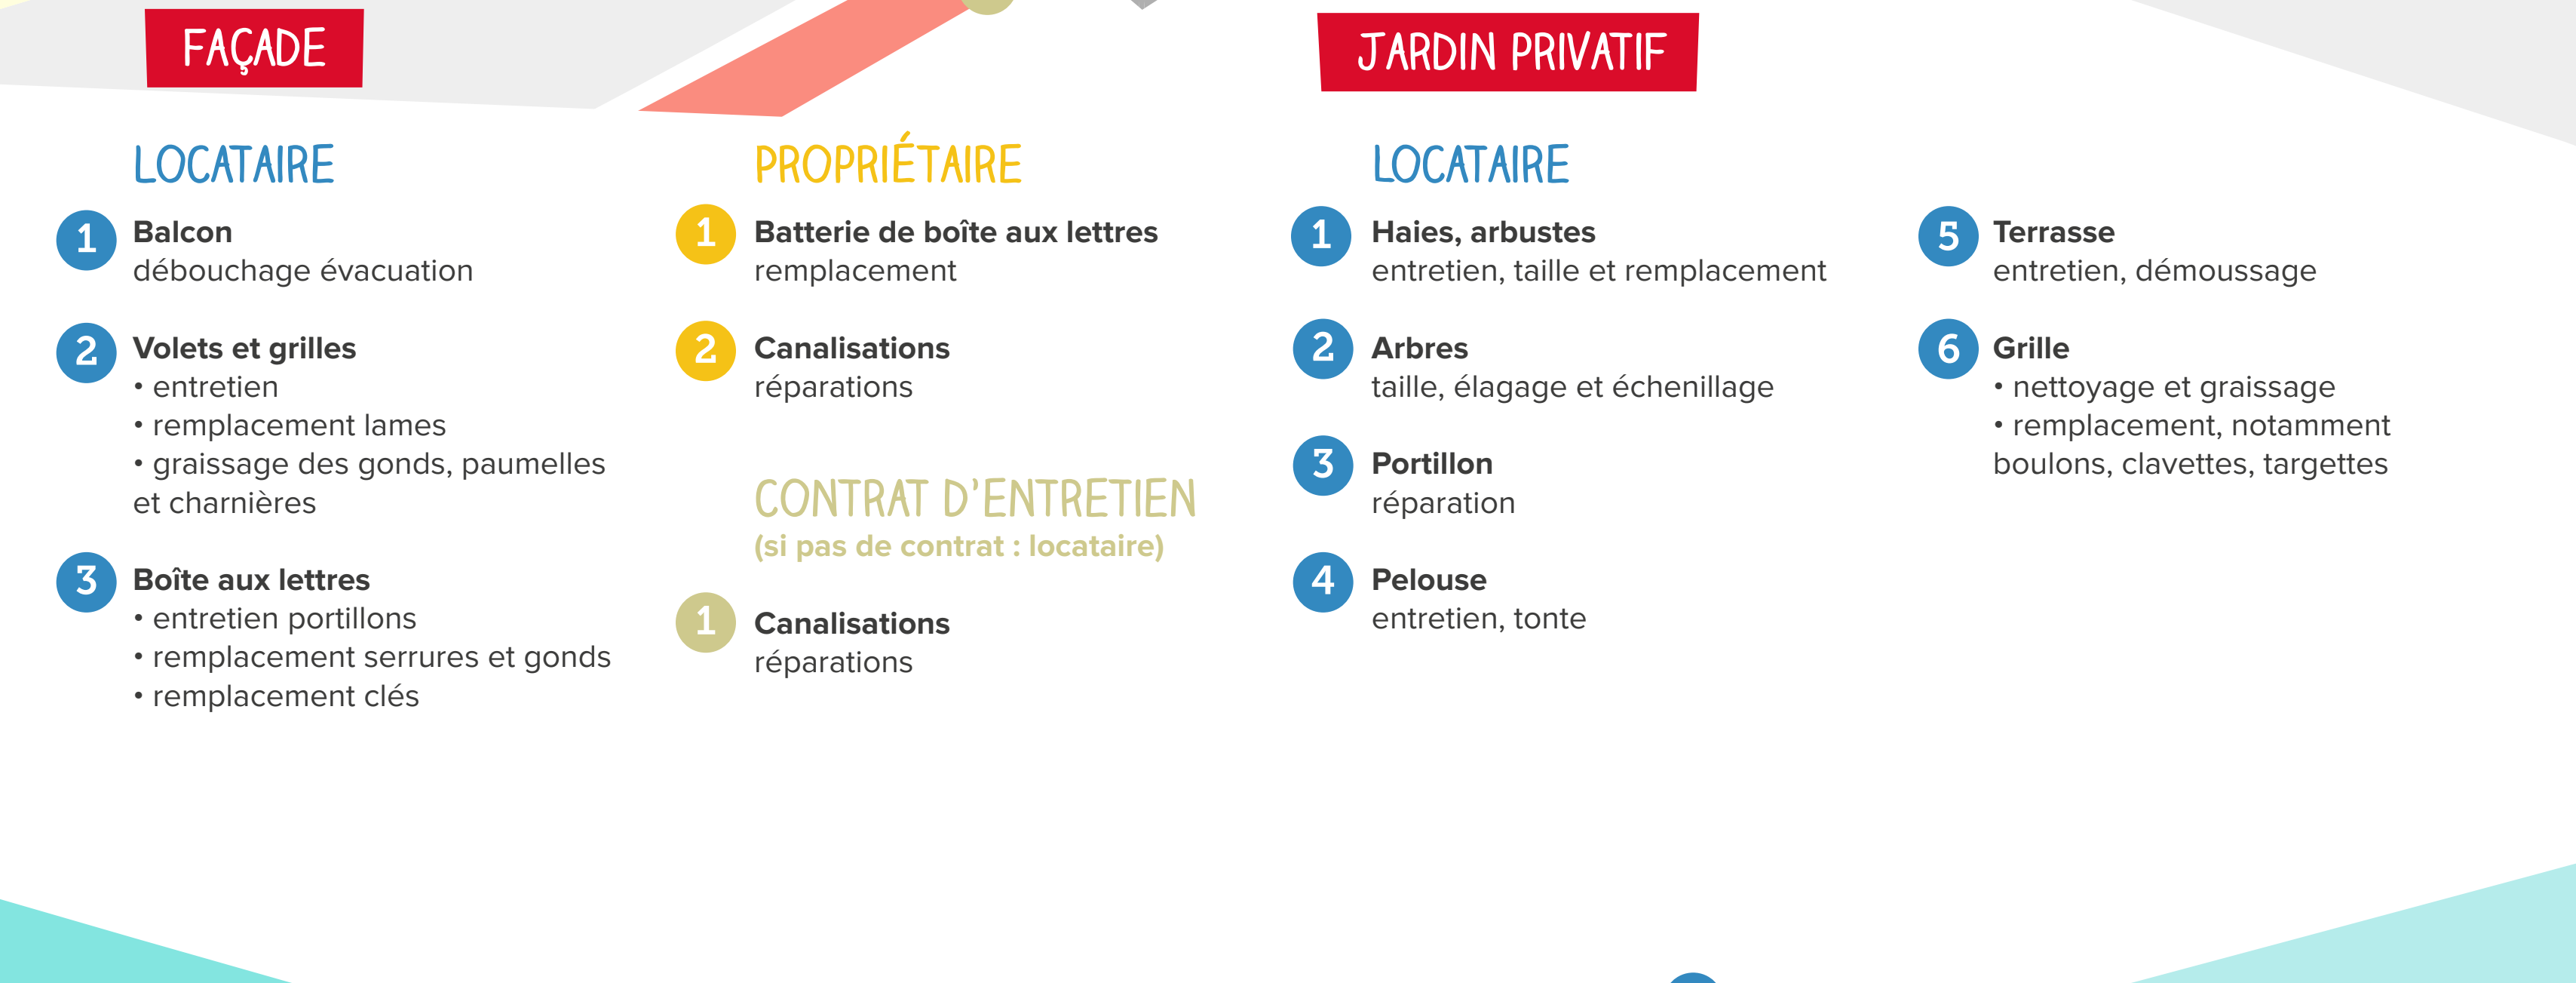 FAÇADE
LOCATAIRE
1
Balcon
débouchage évacuation
2
Volets et grilles
• entretien
• remplacement lames
• graissage des gonds, paumelles
et charnières
3
Boîte aux lettres
• entretien portillons
• remplacement serrures et gonds
• remplacement clés
PROPRIÉTAIRE
1
Batterie de boîte aux lettres
remplacement
2
Canalisations
réparations
CONTRAT D'ENTRETIEN
(si pas de contrat : locataire)
1
Canalisations
réparations
JARDIN PRIVATIF
LOCATAIRE
1
Haies, arbustes
entretien, taille et remplacement
2
Arbres
taille, élagage et échenillage
3
Portillon
réparation
4
Pelouse
entretien, tonte
5
Terrasse
entretien, démoussage
6
Grille
• nettoyage et graissage
• remplacement, notamment
boulons, clavettes, targettes